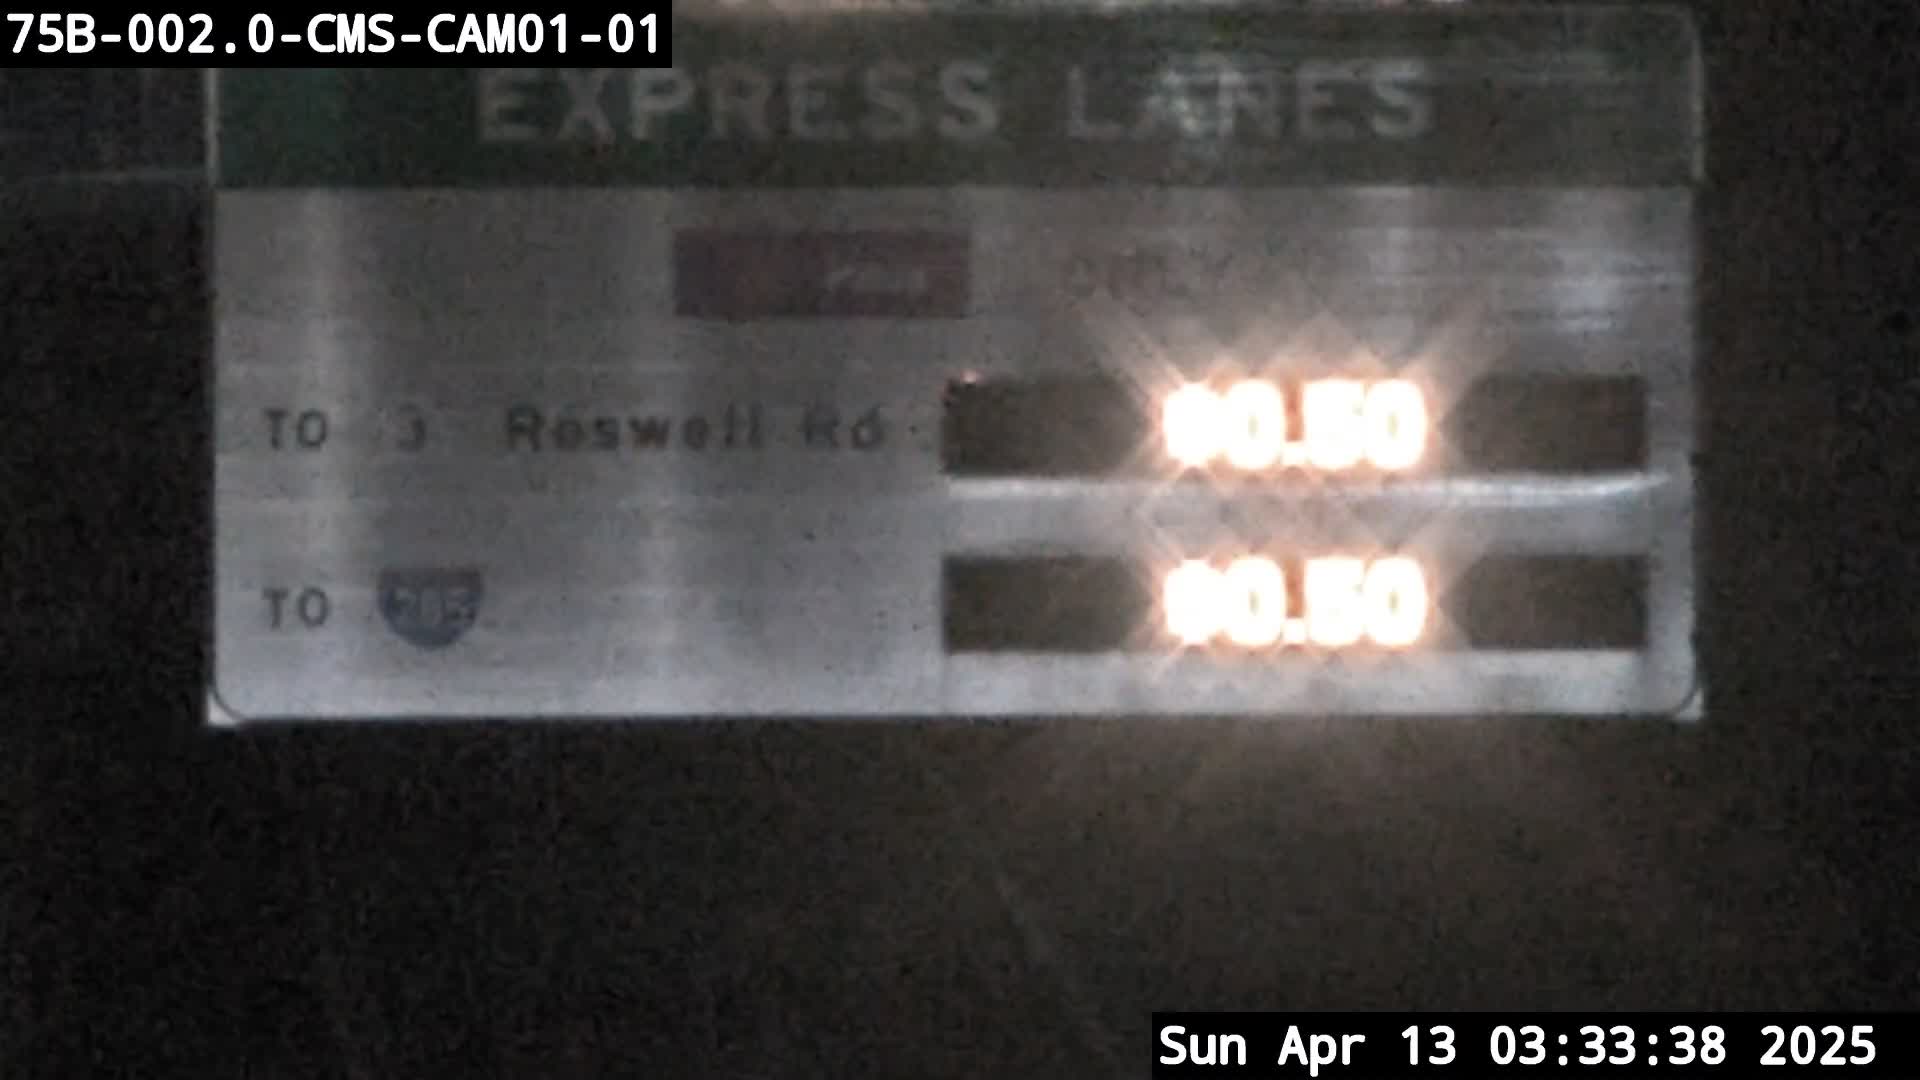 75B-002.0-CMS-CAM01-01
EXPRESS LANES
TO 3 Roswell Rd $0.50
TO $0.50
Sun Apr 13 03:33:38 2025